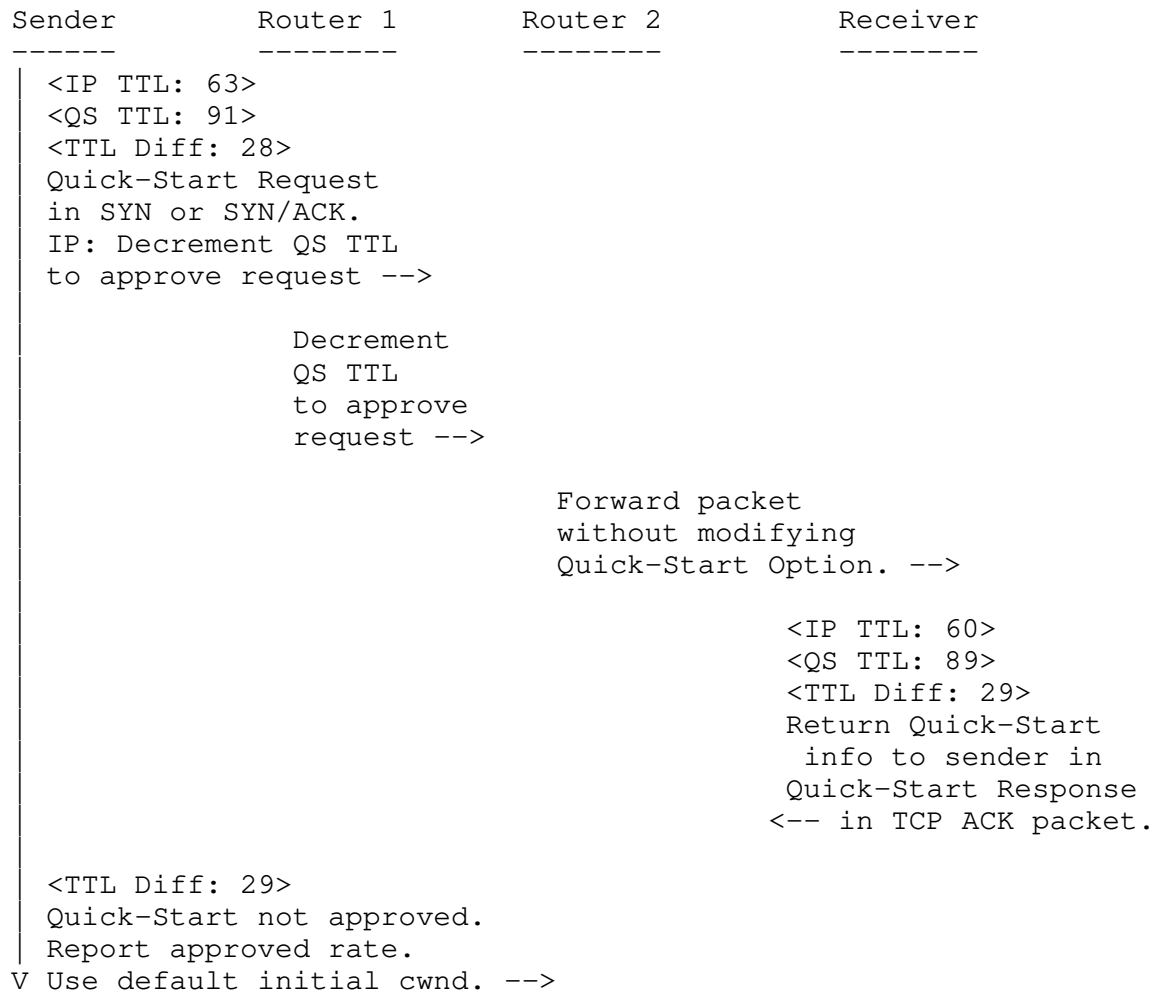 Sender        Router 1       Router 2          Receiver
------        --------       --------          --------
| <IP TTL: 63>
| <QS TTL: 91>
| <TTL Diff: 28>
| Quick-Start Request
| in SYN or SYN/ACK.
| IP: Decrement QS TTL
| to approve request -->
|
|               Decrement
|               QS TTL
|               to approve
|               request -->
|
|                              Forward packet
|                              without modifying
|                              Quick-Start Option. -->
|
|                                           <IP TTL: 60>
|                                           <QS TTL: 89>
|                                           <TTL Diff: 29>
|                                           Return Quick-Start
|                                            info to sender in
|                                           Quick-Start Response
|                                          <-- in TCP ACK packet.
|
| <TTL Diff: 29>
| Quick-Start not approved.
| Report approved rate.
V Use default initial cwnd. -->